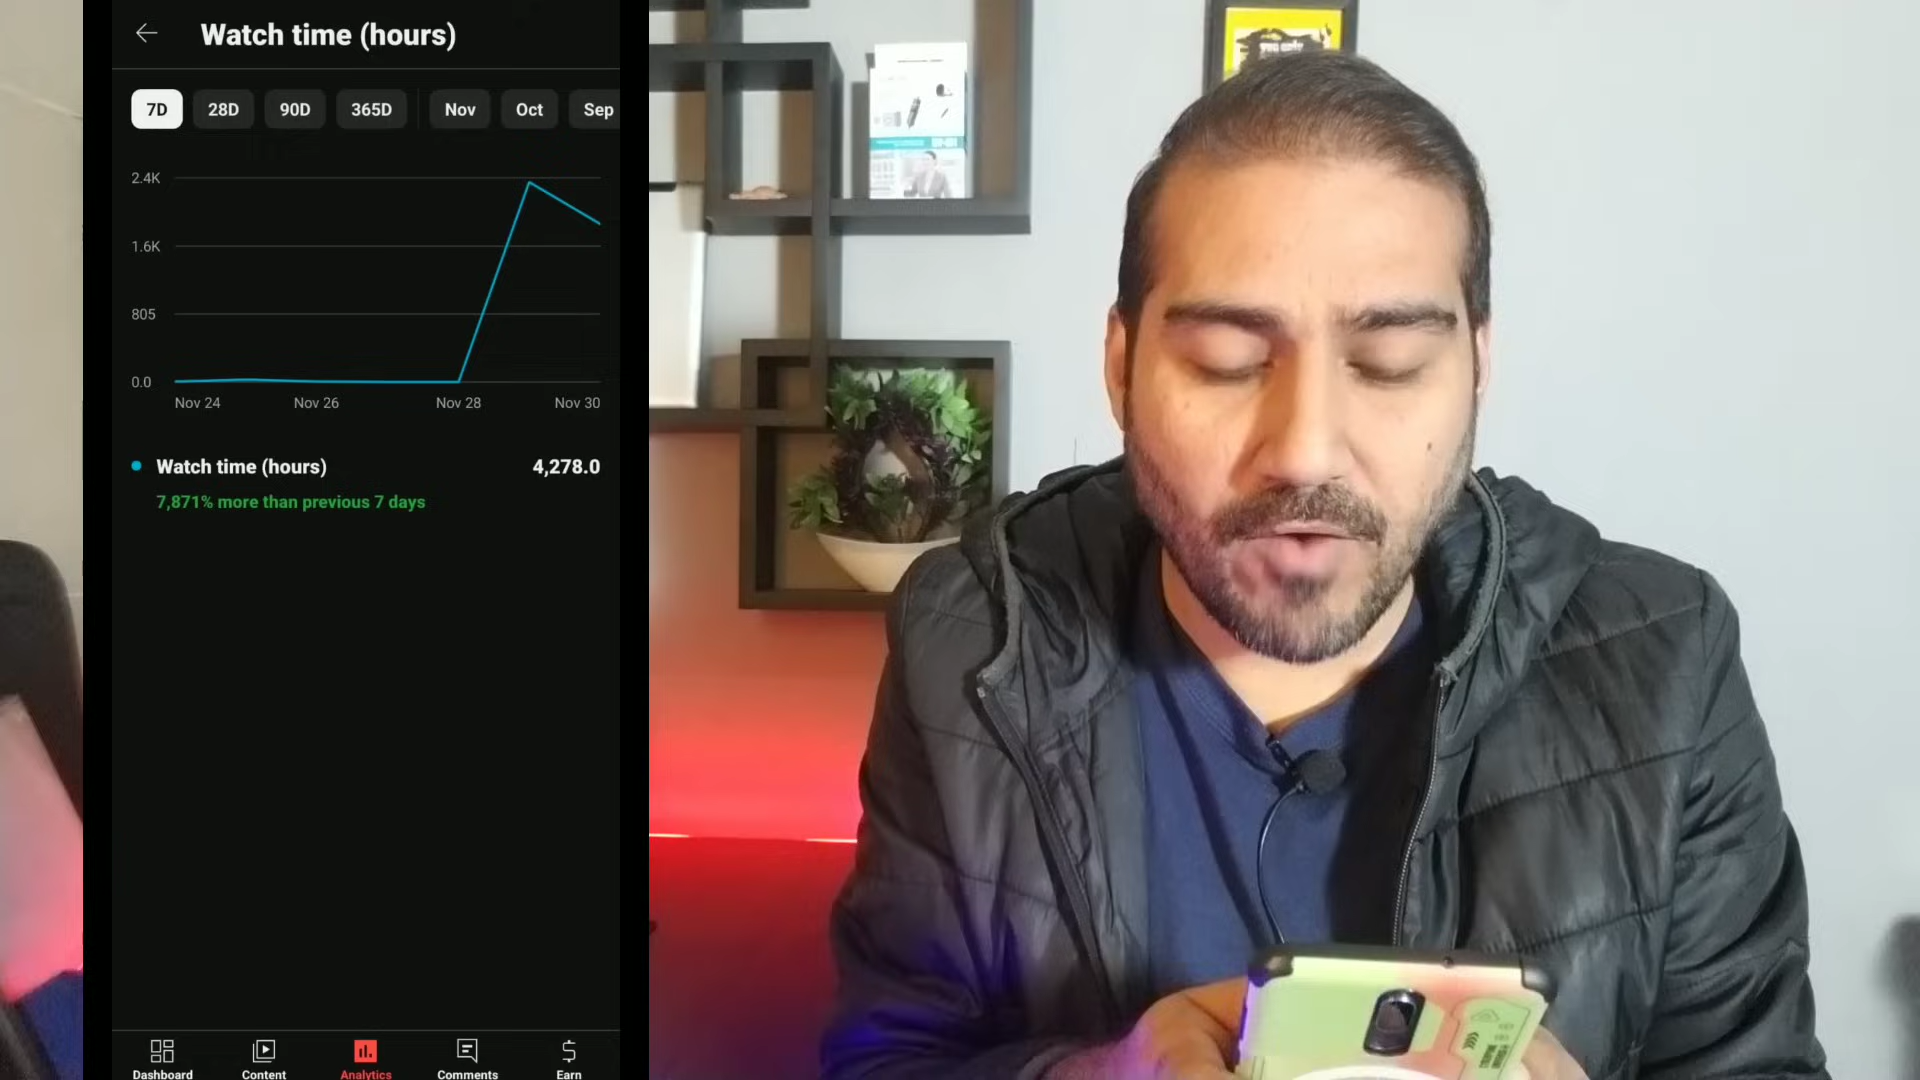 Watch time (hours)
7D 28D 90D 365D Nov Oct Sep
2.4K
1.6K
805
0.0
Nov 24 Nov 26 Nov 28 Nov 30
Watch time (hours) 4,278.0
7,871% more than previous 7 days
Dashboard Content Analytics Comments Earn